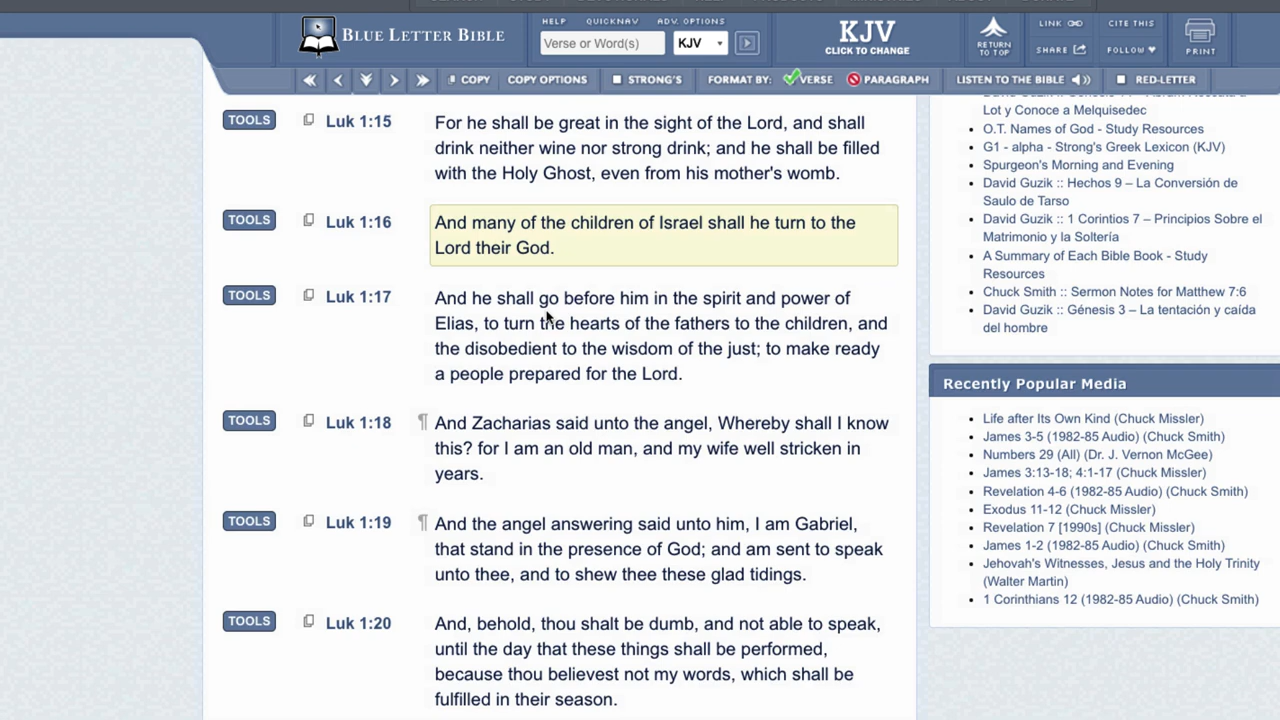 BLUE LETTER BIBLE
HELP QUICKNAV ADV. OPTIONS
Verse or Word(s) KJV
KJV
CLICK TO CHANGE
RETURN
TO TOP
LINK
SHARE
CITE THIS
FOLLOW
PRINT
COPY COPY OPTIONS STRONG'S FORMAT BY: VERSE PARAGRAPH LISTEN TO THE BIBLE RED-LETTER
TOOLS Luk 1:15 For he shall be great in the sight of the Lord, and shall
drink neither wine nor strong drink; and he shall be filled
with the Holy Ghost, even from his mother's womb.
TOOLS Luk 1:16 And many of the children of Israel shall he turn to the
Lord their God.
TOOLS Luk 1:17 And he shall go before him in the spirit and power of
Elias, to turn the hearts of the fathers to the children, and
the disobedient to the wisdom of the just; to make ready
a people prepared for the Lord.
TOOLS Luk 1:18 ¶ And Zacharias said unto the angel, Whereby shall I know
this? for I am an old man, and my wife well stricken in
years.
TOOLS Luk 1:19 ¶ And the angel answering said unto him, I am Gabriel,
that stand in the presence of God; and am sent to speak
unto thee, and to shew thee these glad tidings.
TOOLS Luk 1:20 And, behold, thou shalt be dumb, and not able to speak,
until the day that these things shall be performed,
because thou believest not my words, which shall be
fulfilled in their season.
Lot y Conoce a Melquisedec
O.T. Names of God - Study Resources
G1 - alpha - Strong's Greek Lexicon (KJV)
Spurgeon's Morning and Evening
David Guzik :: Hechos 9 – La Conversión de
Saulo de Tarso
David Guzik :: 1 Corintios 7 – Principios Sobre el
Matrimonio y la Soltería
A Summary of Each Bible Book - Study
Resources
Chuck Smith :: Sermon Notes for Matthew 7:6
David Guzik :: Génesis 3 – La tentación y caída
del hombre
Recently Popular Media
Life after Its Own Kind (Chuck Missler)
James 3-5 (1982-85 Audio) (Chuck Smith)
Numbers 29 (All) (Dr. J. Vernon McGee)
James 3:13-18; 4:1-17 (Chuck Missler)
Revelation 4-6 (1982-85 Audio) (Chuck Smith)
Exodus 11-12 (Chuck Missler)
Revelation 7 [1990s] (Chuck Missler)
James 1-2 (1982-85 Audio) (Chuck Smith)
Jehovah's Witnesses, Jesus and the Holy Trinity
(Walter Martin)
1 Corinthians 12 (1982-85 Audio) (Chuck Smith)